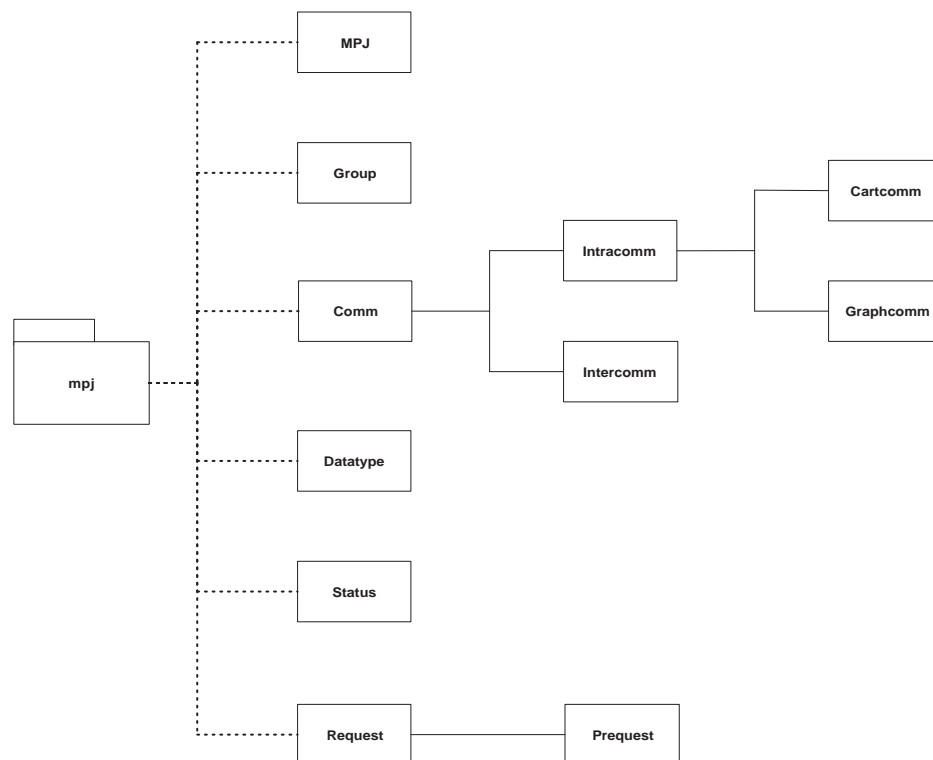 MPJ
Group
Cartcomm
Intracomm
Comm
Graphcomm
Intercomm
mpj
Datatype
Status
Request
Prequest